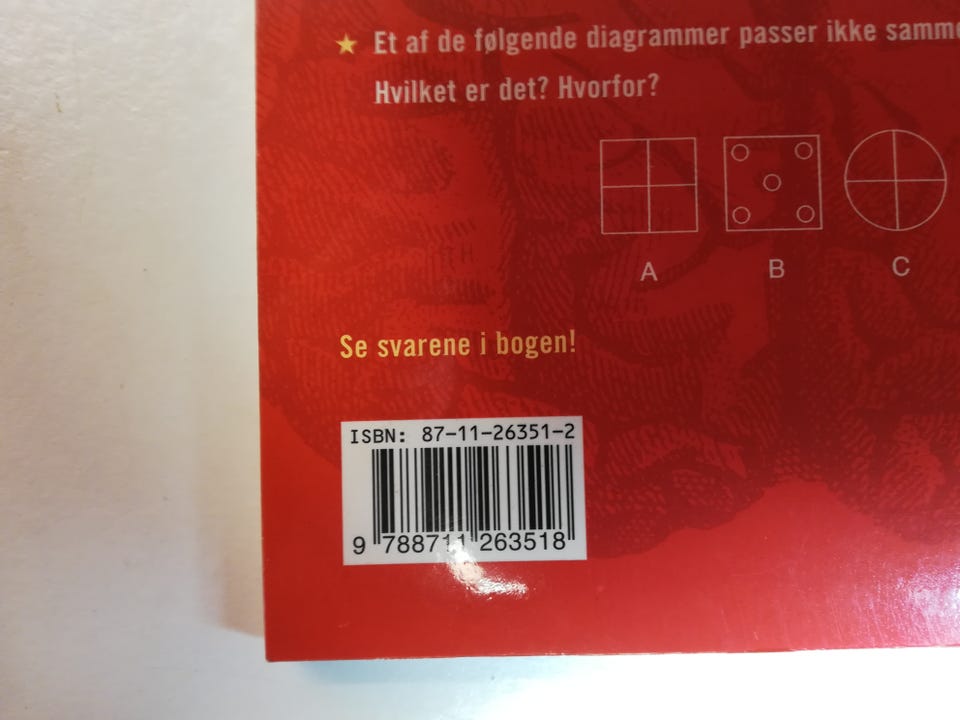 ★ Et af de følgende diagrammer passer ikke samme
Hvilket er det? Hvorfor?
A B C
Se svarene i bogen!
ISBN: 87-11-26351-2
9 788711 263518